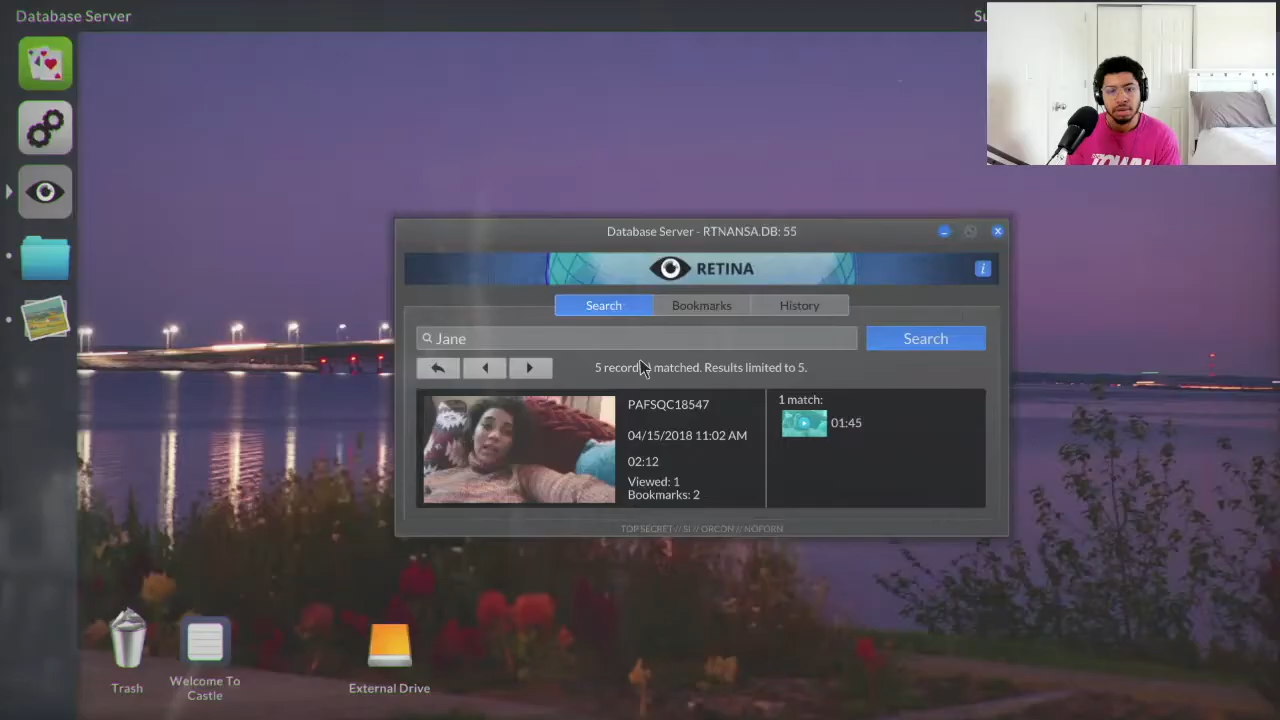 Database Server
Su
Database Server - RTNANSA.DB: 55
RETINA
i
Search
Bookmarks
History
Jane
Search
matched. Results limited to 5.
PAFSQC18547
04/15/2018 11:02 AM
02:12
Viewed: 1
Bookmarks: 2
1 match:
01:45
TOP SECRET // SI // ORCON // NOFORN
Trash
Welcome To
Castle
External Drive